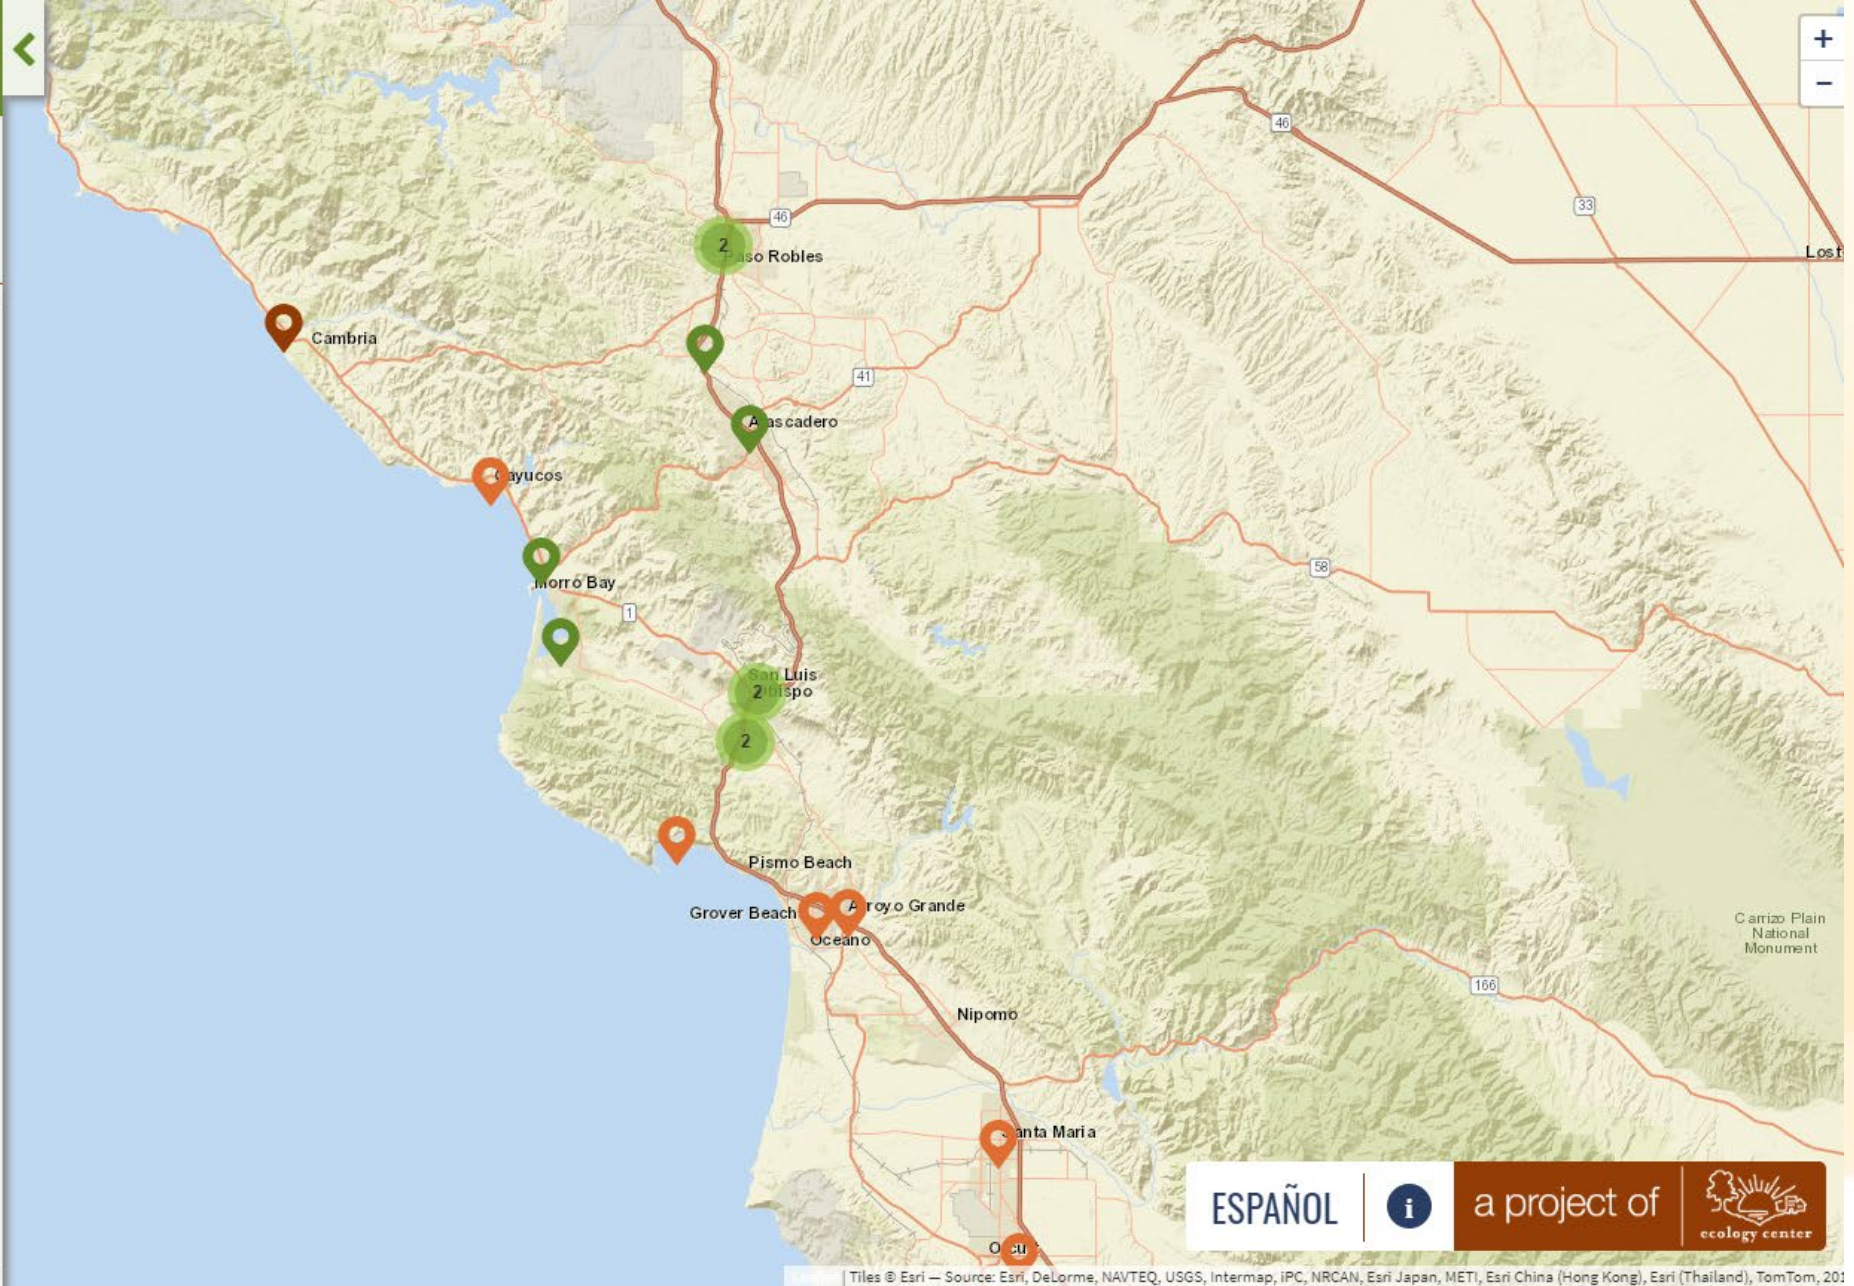 +
−
46
46
33
Lost
2
Paso Robles
Cambria
41
Atascadero
Cayucos
58
Morro Bay
1
San Luis
Obispo
2
2
Pismo Beach
Grover Beach
Arroyo Grande
Oceano
Carrizo Plain
National
Monument
166
Nipomo
Santa Maria
ESPAÑOL
i
a project of
ecology center
Orcutt
| Tiles © Esri — Source: Esri, DeLorme, NAVTEQ, USGS, Intermap, iPC, NRCAN, Esri Japan, METI, Esri China (Hong Kong), Esri (Thailand), TomTom, 201